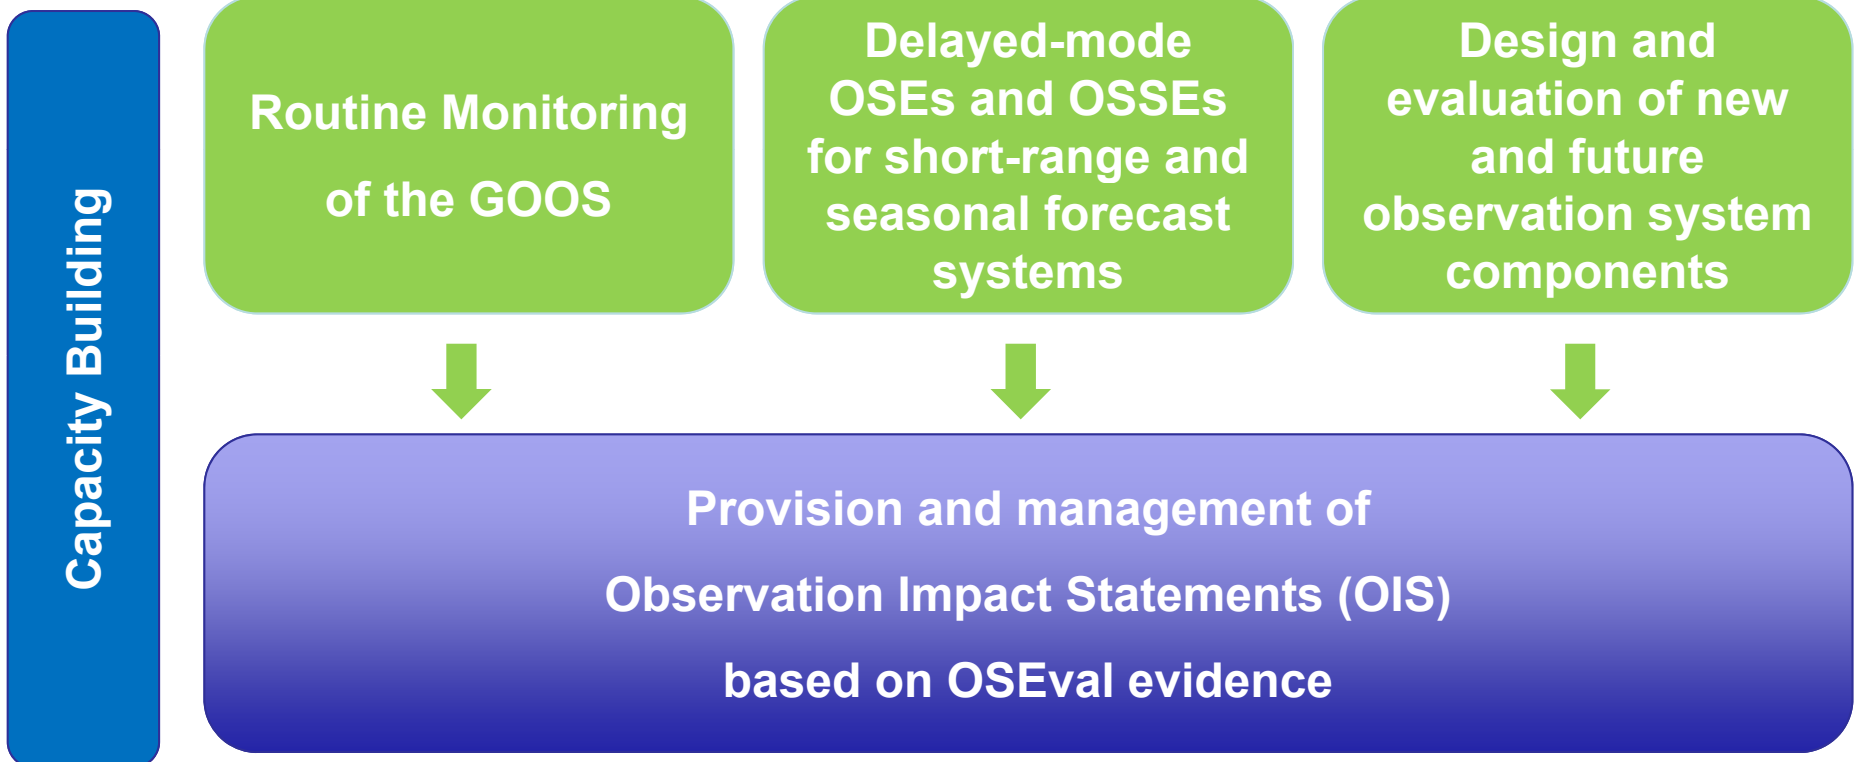 Capacity Building
Routine Monitoring
of the GOOS
Delayed-mode
OSEs and OSSEs
for short-range and
seasonal forecast
systems
Design and
evaluation of new
and future
observation system
components
Provision and management of
Observation Impact Statements (OIS)
based on OSEval evidence